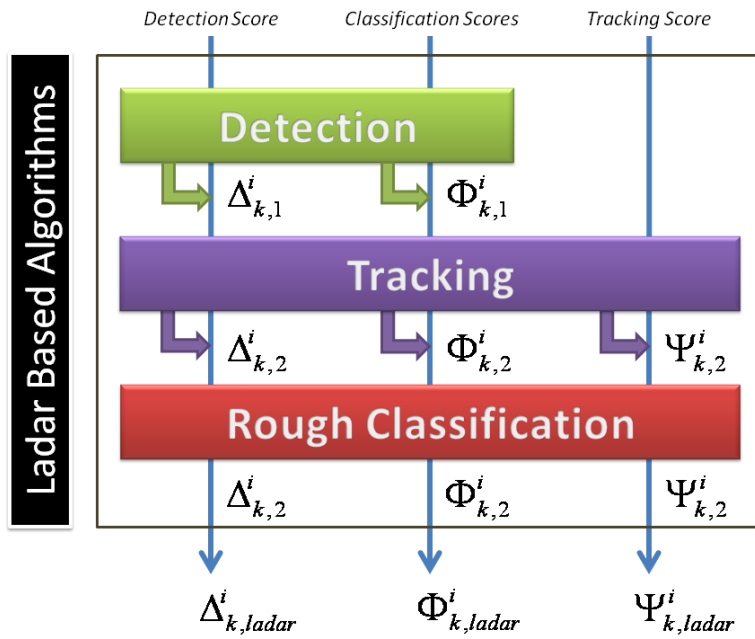 Detection Score Classification Scores Tracking Score
Ladar Based Algorithms
Detection
Δ^i_{k,1} Φ^i_{k,1}
Tracking
Δ^i_{k,2} Φ^i_{k,2} Ψ^i_{k,2}
Rough Classification
Δ^i_{k,2} Φ^i_{k,2} Ψ^i_{k,2}
Δ^i_{k,ladar} Φ^i_{k,ladar} Ψ^i_{k,ladar}